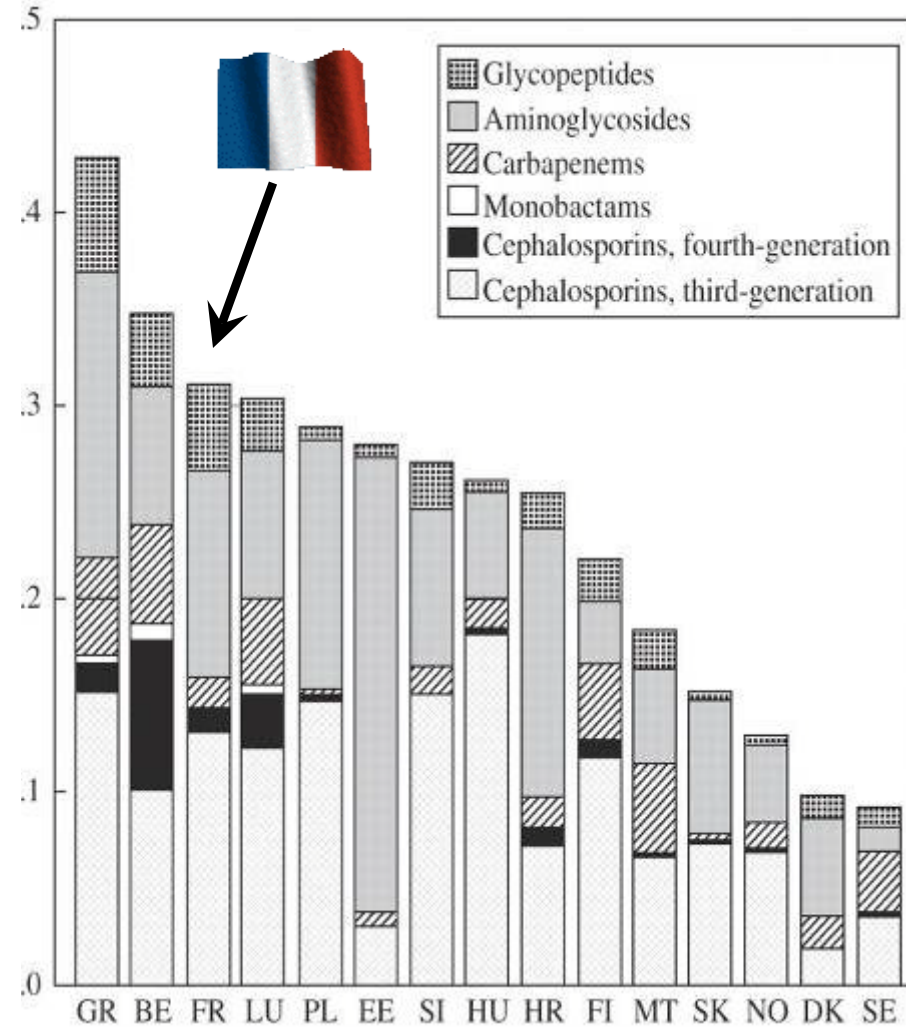 .5
Glycopeptides
Aminoglycosides
Carbapenems
Monobactams
Cephalosporins, fourth-generation
Cephalosporins, third-generation
.4
.3
.2
.1
.0
GR BE FR LU PL EE SI HU HR FI MT SK NO DK SE